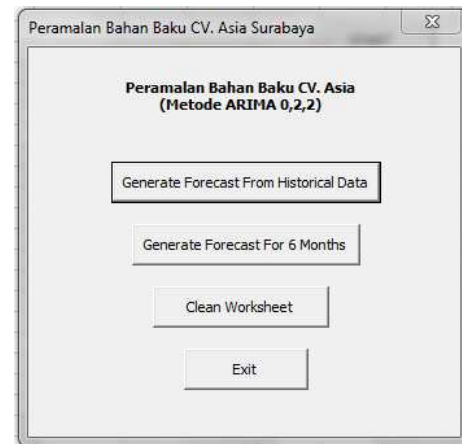 Peramalan Bahan Baku CV. Asia Surabaya
Peramalan Bahan Baku CV. Asia
(Metode ARIMA 0,2,2)
Generate Forecast From Historical Data
Generate Forecast For 6 Months
Clean Worksheet
Exit